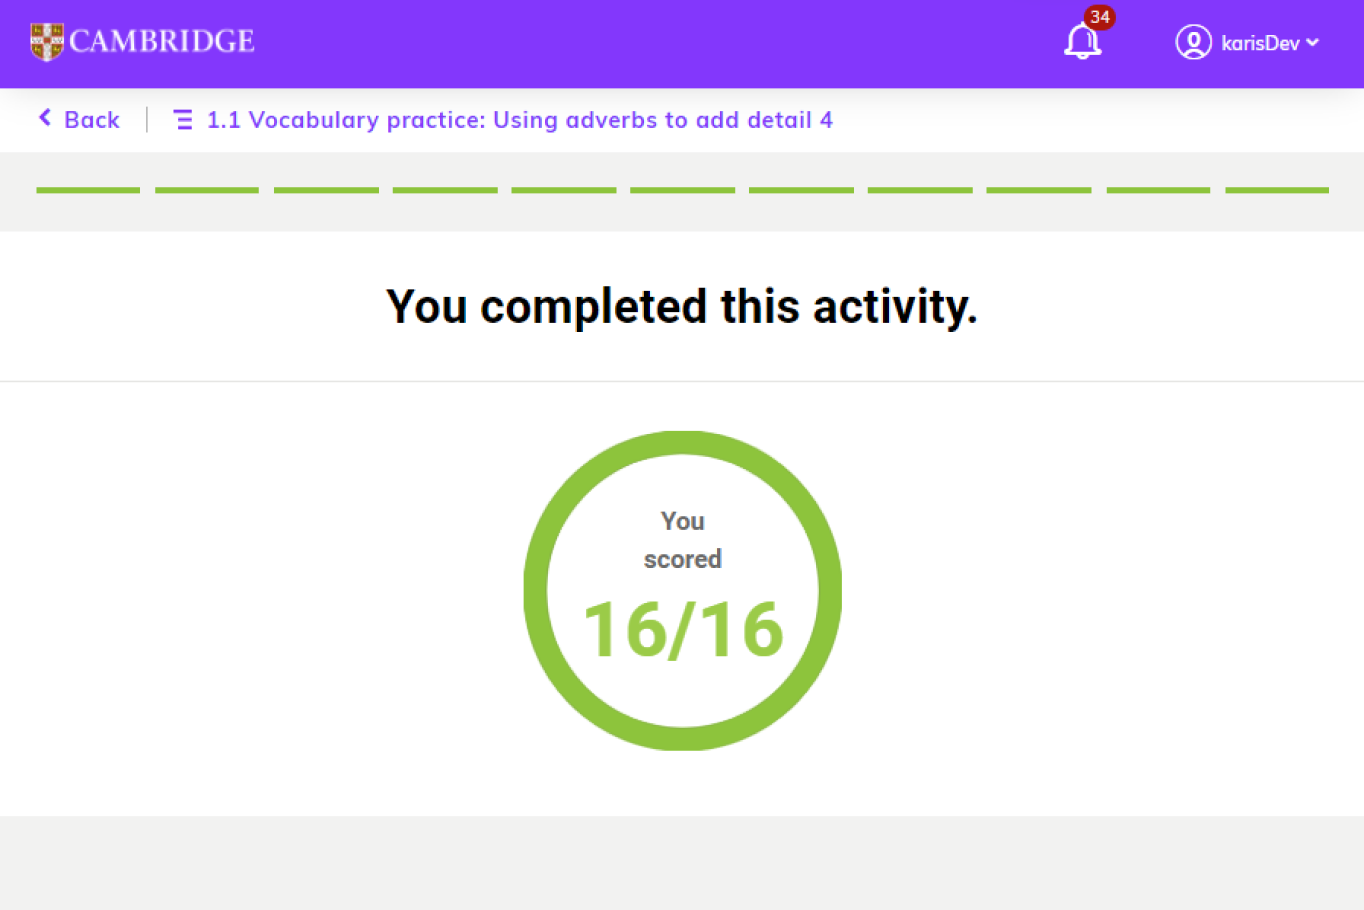 CAMBRIDGE
34
karisDev
Back
1.1 Vocabulary practice: Using adverbs to add detail 4
You completed this activity.
You
scored
16/16